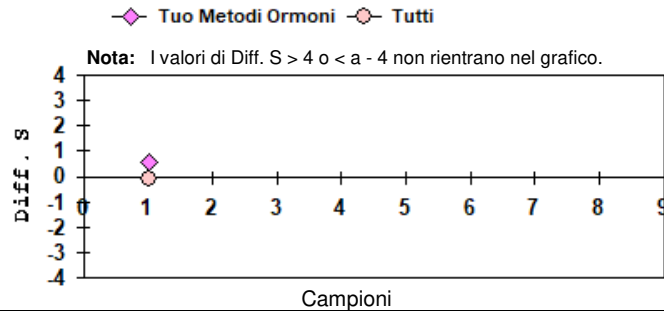 Tuo Metodi Ormoni Tutti
Nota: I valori di Diff. S > 4 o < a - 4 non rientrano nel grafico.
4
3
2
1
0
-1
-2
-3
-4
Diff. S
0 1 2 3 4 5 6 7 8 9
Campioni